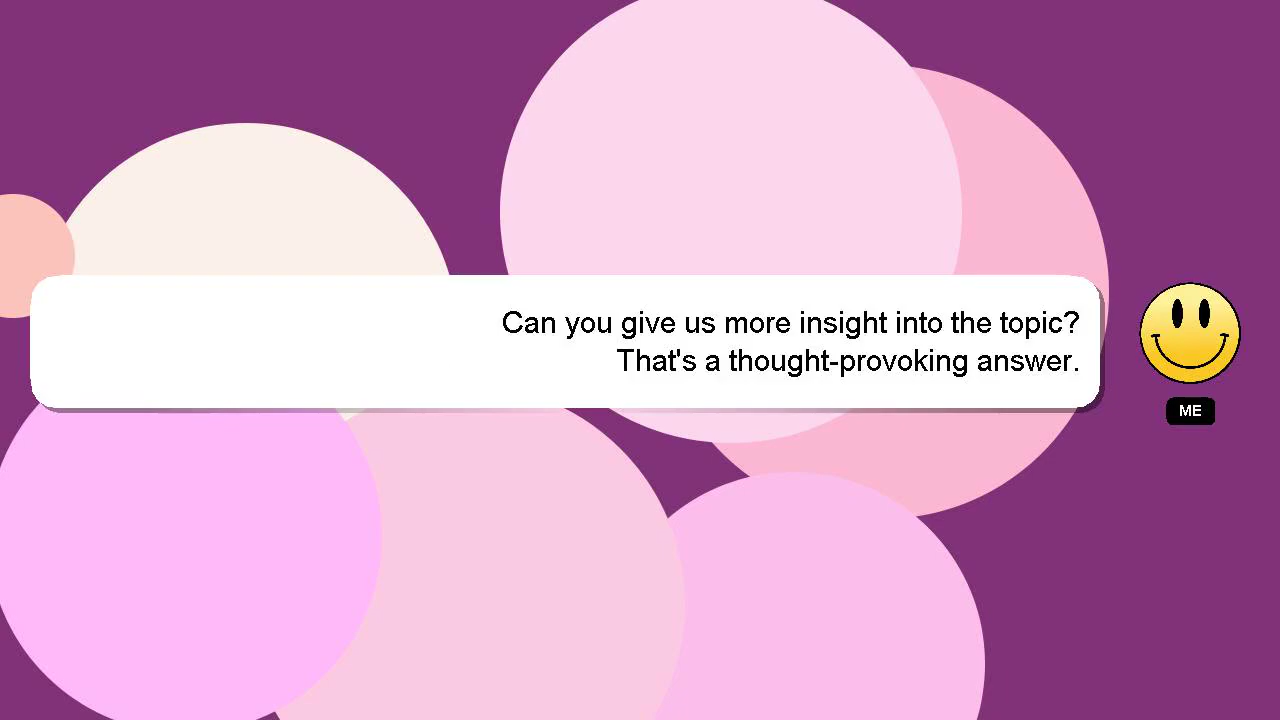 Can you give us more insight into the topic?
That's a thought-provoking answer.
ME